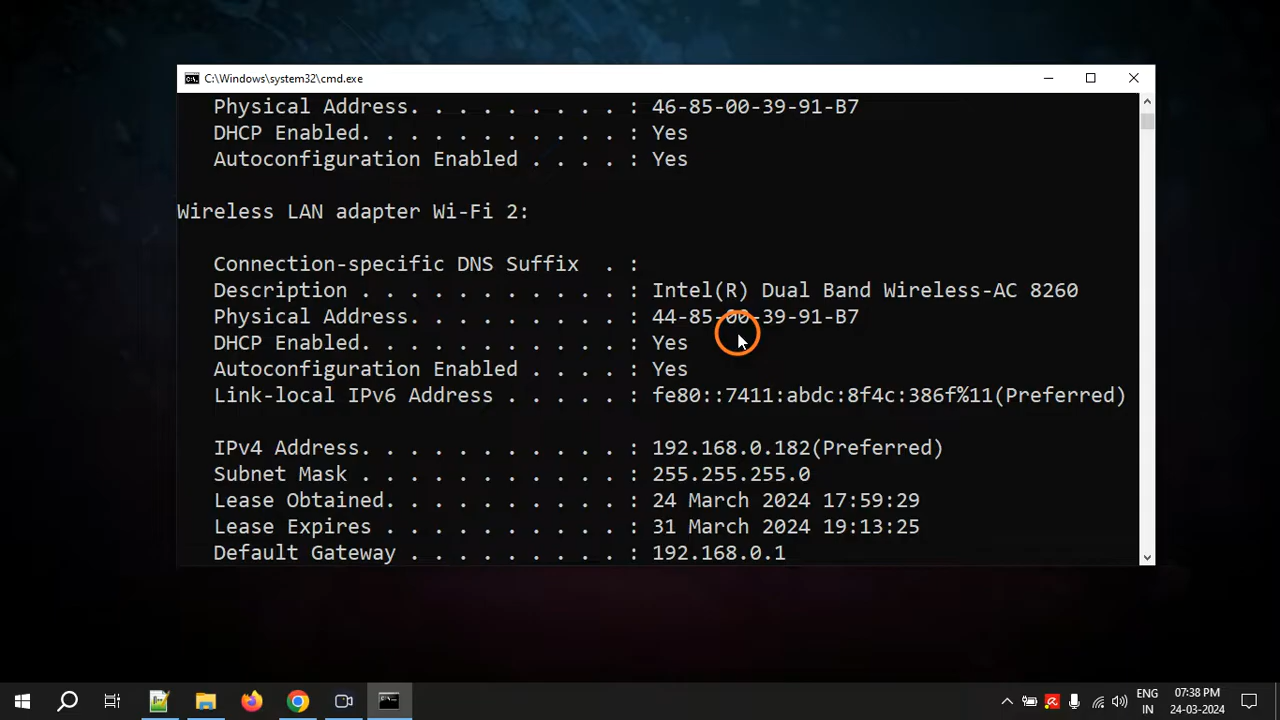 C:\Windows\system32\cmd.exe
Physical Address. . . . . . . . . : 46-85-00-39-91-B7
DHCP Enabled. . . . . . . . . . . : Yes
Autoconfiguration Enabled . . . . : Yes
Wireless LAN adapter Wi-Fi 2:
Connection-specific DNS Suffix  . :
Description . . . . . . . . . . . : Intel(R) Dual Band Wireless-AC 8260
Physical Address. . . . . . . . . : 44-85-00-39-91-B7
DHCP Enabled. . . . . . . . . . . : Yes
Autoconfiguration Enabled . . . . : Yes
Link-local IPv6 Address . . . . . : fe80::7411:abdc:8f4c:386f%11(Preferred)
IPv4 Address. . . . . . . . . . . : 192.168.0.182(Preferred)
Subnet Mask . . . . . . . . . . . : 255.255.255.0
Lease Obtained. . . . . . . . . . : 24 March 2024 17:59:29
Lease Expires . . . . . . . . . . : 31 March 2024 19:13:25
Default Gateway . . . . . . . . . : 192.168.0.1
ENG 07:38 PM
IN 24-03-2024